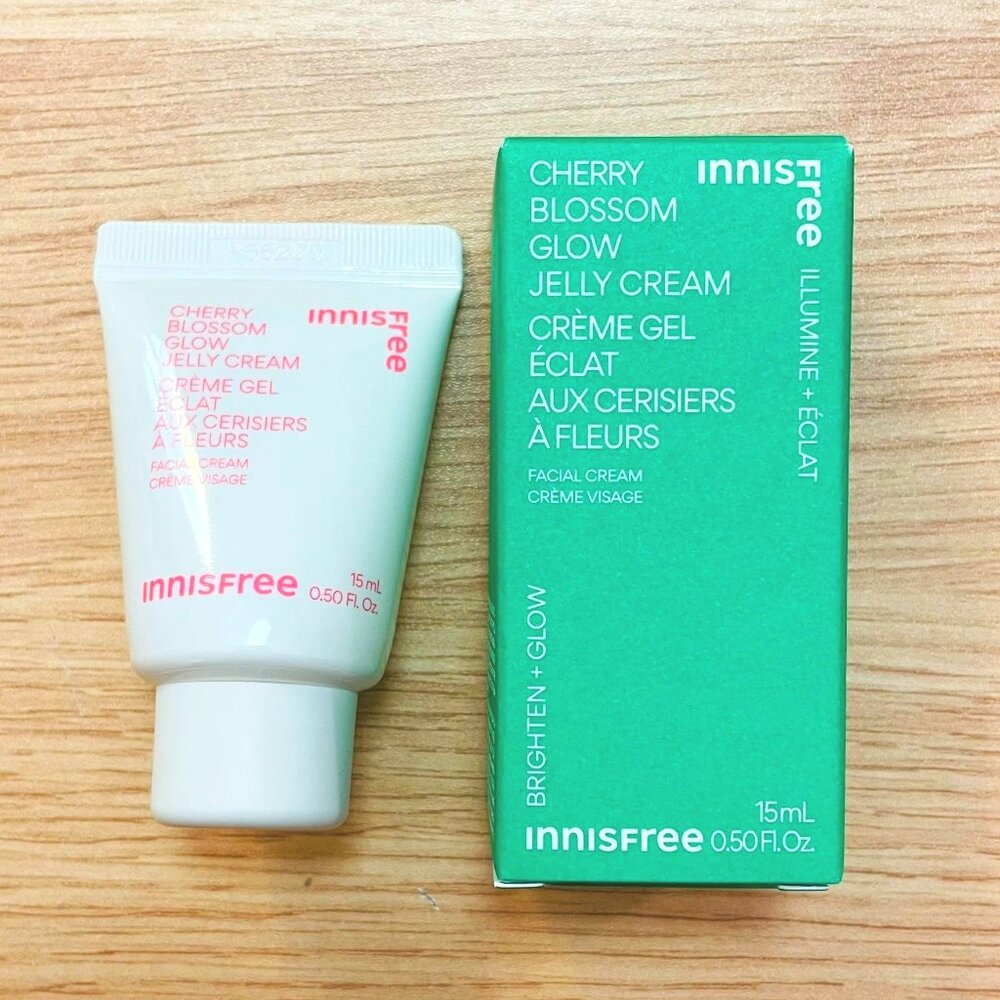 CHERRY
BLOSSOM
GLOW
JELLY CREAM
CRÈME GEL
ÉCLAT
AUX CERISIERS
À FLEURS
FACIAL CREAM
CRÈME VISAGE
INNISFree
INNISFree
15 mL
0.50 Fl. Oz.
CHERRY
BLOSSOM
GLOW
JELLY CREAM
CRÈME GEL
ÉCLAT
AUX CERISIERS
À FLEURS
FACIAL CREAM
CRÈME VISAGE
INNISFree
ILLUMINE + ÉCLAT
BRIGHTEN + GLOW
INNISFree
15 mL
0.50 Fl. Oz.